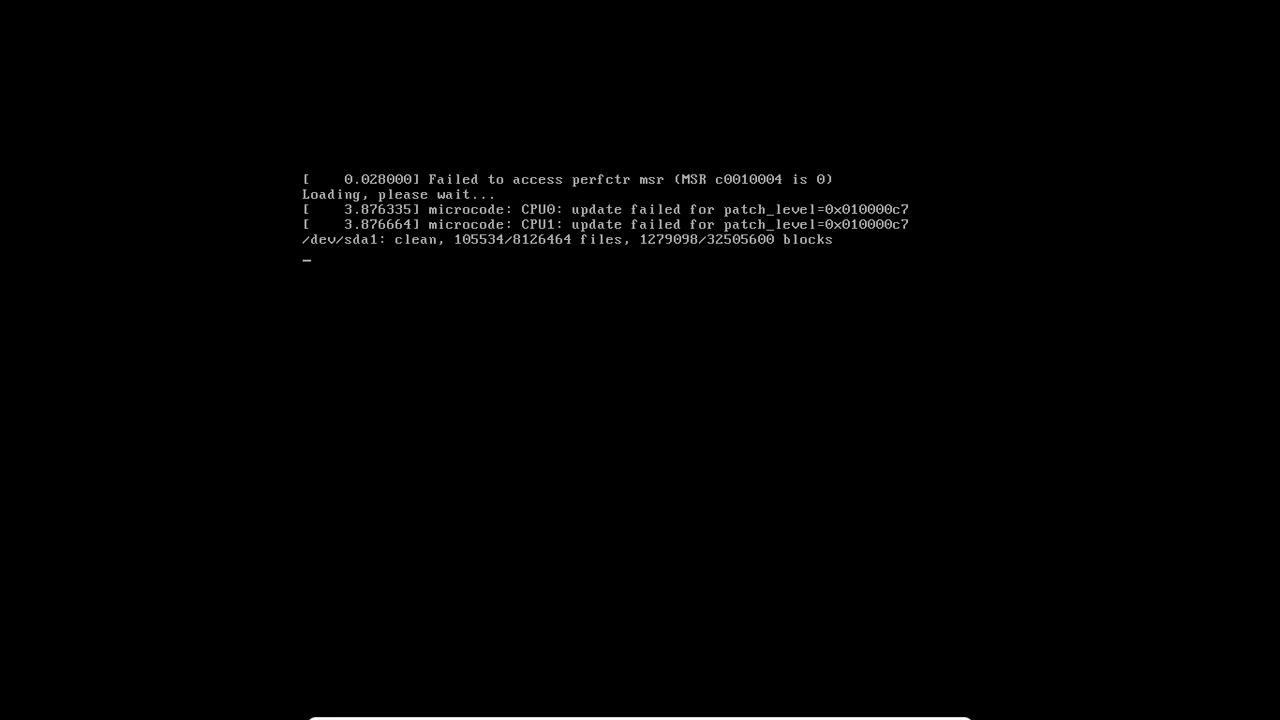 [    0.028000] Failed to access perfctr msr (MSR c0010004 is 0)
Loading, please wait...
[    3.876335] microcode: CPU0: update failed for patch_level=0x010000c7
[    3.876664] microcode: CPU1: update failed for patch_level=0x010000c7
/dev/sda1: clean, 105534/8126464 files, 1279098/32505600 blocks
_